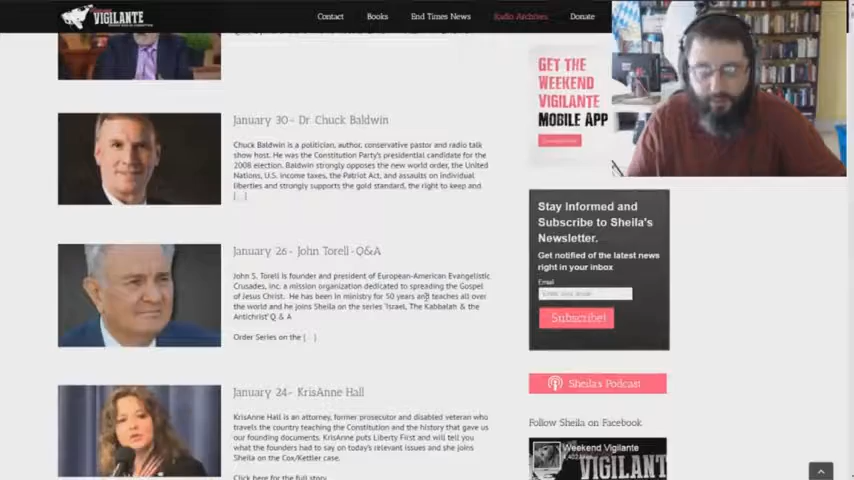 VIGILANTE
Contact
Books
End Times News
Radio Archives
Donate
January 30- Dr. Chuck Baldwin
Chuck Baldwin is a politician, author, conservative pastor and radio talk
show host. He was the Constitution Party's presidential candidate for the
2008 election. Baldwin strongly opposes the new world order, the United
Nations, U.S. income taxes, the Patriot Act, and assaults on individual
liberties and strongly supports the gold standard, the right to keep and
[...]
January 26- John Torell -Q&A
John S. Torell is founder and president of European-American Evangelistic
Crusades, Inc. a mission organization dedicated to spreading the Gospel
of Jesus Christ. He has been in ministry for 50 years and teaches all over
the world and he joins Sheila on the series 'Israel, The Kabbalah & the
Antichrist' Q & A
Order Series on the [...]
January 24- KrisAnne Hall
KrisAnne Hall is an attorney, former prosecutor and disabled veteran who
travels the country teaching the Constitution and the history that gave us
our founding documents. KrisAnne puts Liberty First and will tell you
what the founders had to say on today's relevant issues and she joins
Sheila on the Cox/Kettler case.
Click here for the full story
GET THE
WEEKEND
VIGILANTE
MOBILE APP
Stay Informed and
Subscribe to Sheila's
Newsletter.
Get notified of the latest news
right in your inbox
Email
Subscribe!
Sheila's Podcast
Follow Sheila on Facebook
Weekend Vigilante
VIGILANT